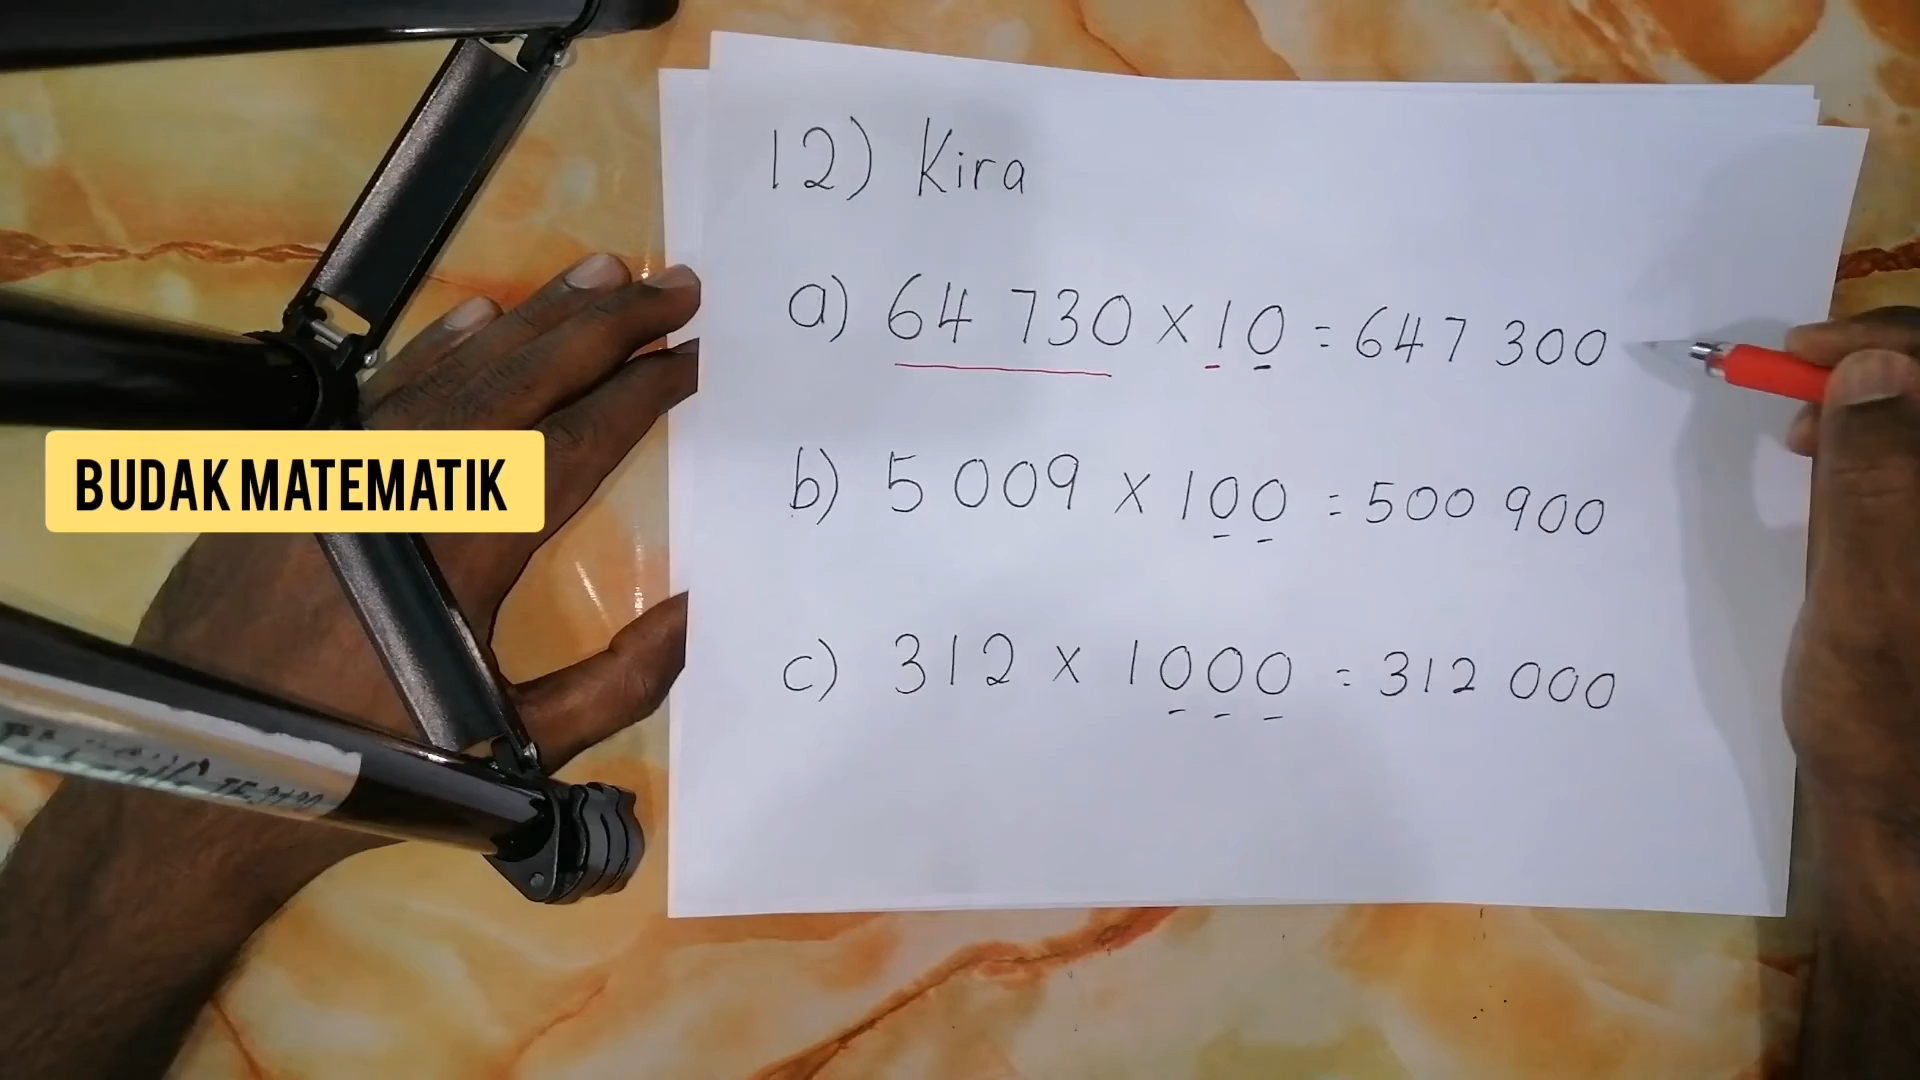 12) Kira
a) 64 730 × 10 = 647 300
BUDAK MATEMATIK
b) 5 009 × 100 = 500 900
c) 312 × 1000 = 312 000